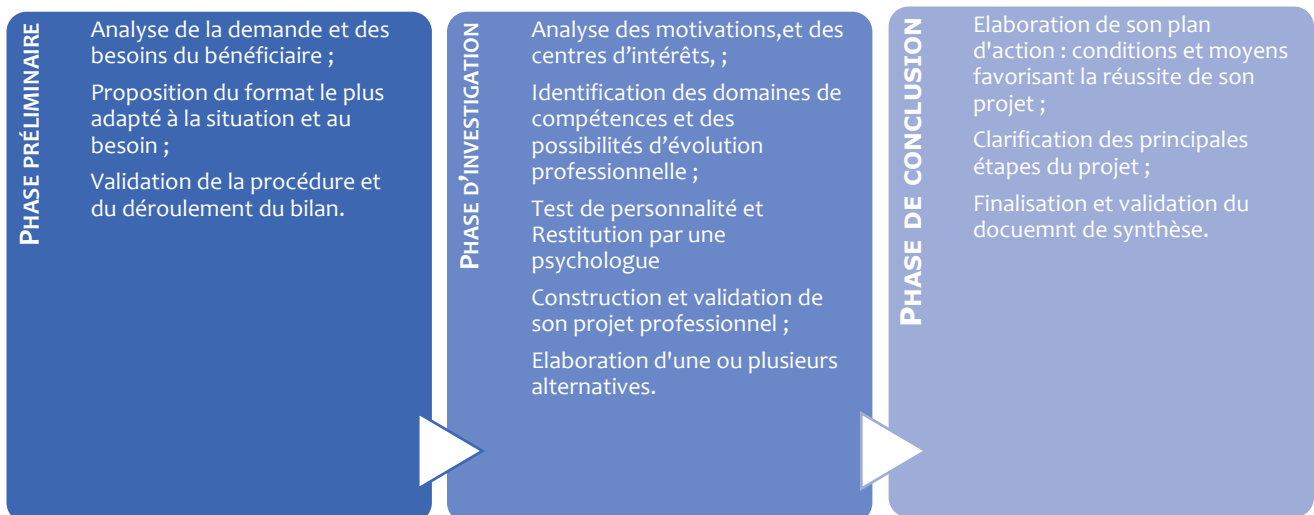 PHASE PRÉLIMINAIRE
Analyse de la demande et des
besoins du bénéficiaire ;
Proposition du format le plus
adapté à la situation et au
besoin ;
Validation de la procédure et
du déroulement du bilan.
PHASE D’INVESTIGATION
Analyse des motivations,et des
centres d’intérêts, ;
Identification des domaines de
compétences et des
possibilités d’évolution
professionnelle ;
Test de personnalité et
Restitution par une
psychologue
Construction et validation de
son projet professionnel ;
Elaboration d'une ou plusieurs
alternatives.
PHASE DE CONCLUSION
Elaboration de son plan
d'action : conditions et moyens
favorisant la réussite de son
projet ;
Clarification des principales
étapes du projet ;
Finalisation et validation du
docuemnt de synthèse.